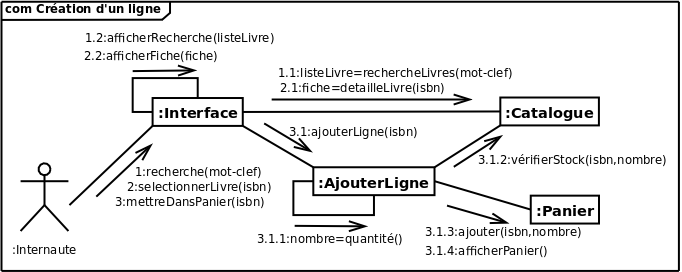 com Création d'un ligne
1.2:afficherRecherche(listeLivre)
2.2:afficherFiche(fiche)
1.1:listeLivre=rechercheLivres(mot-clef)
2.1:fiche=detailleLivre(isbn)
:Interface
:Catalogue
3.1:ajouterLigne(isbn)
3.1.2:vérifierStock(isbn,nombre)
1:recherche(mot-clef)
2:selectionnerLivre(isbn)
3:mettreDansPanier(isbn)
:AjouterLigne
:Panier
:Internaute
3.1.1:nombre=quantité()
3.1.3:ajouter(isbn,nombre)
3.1.4:afficherPanier()